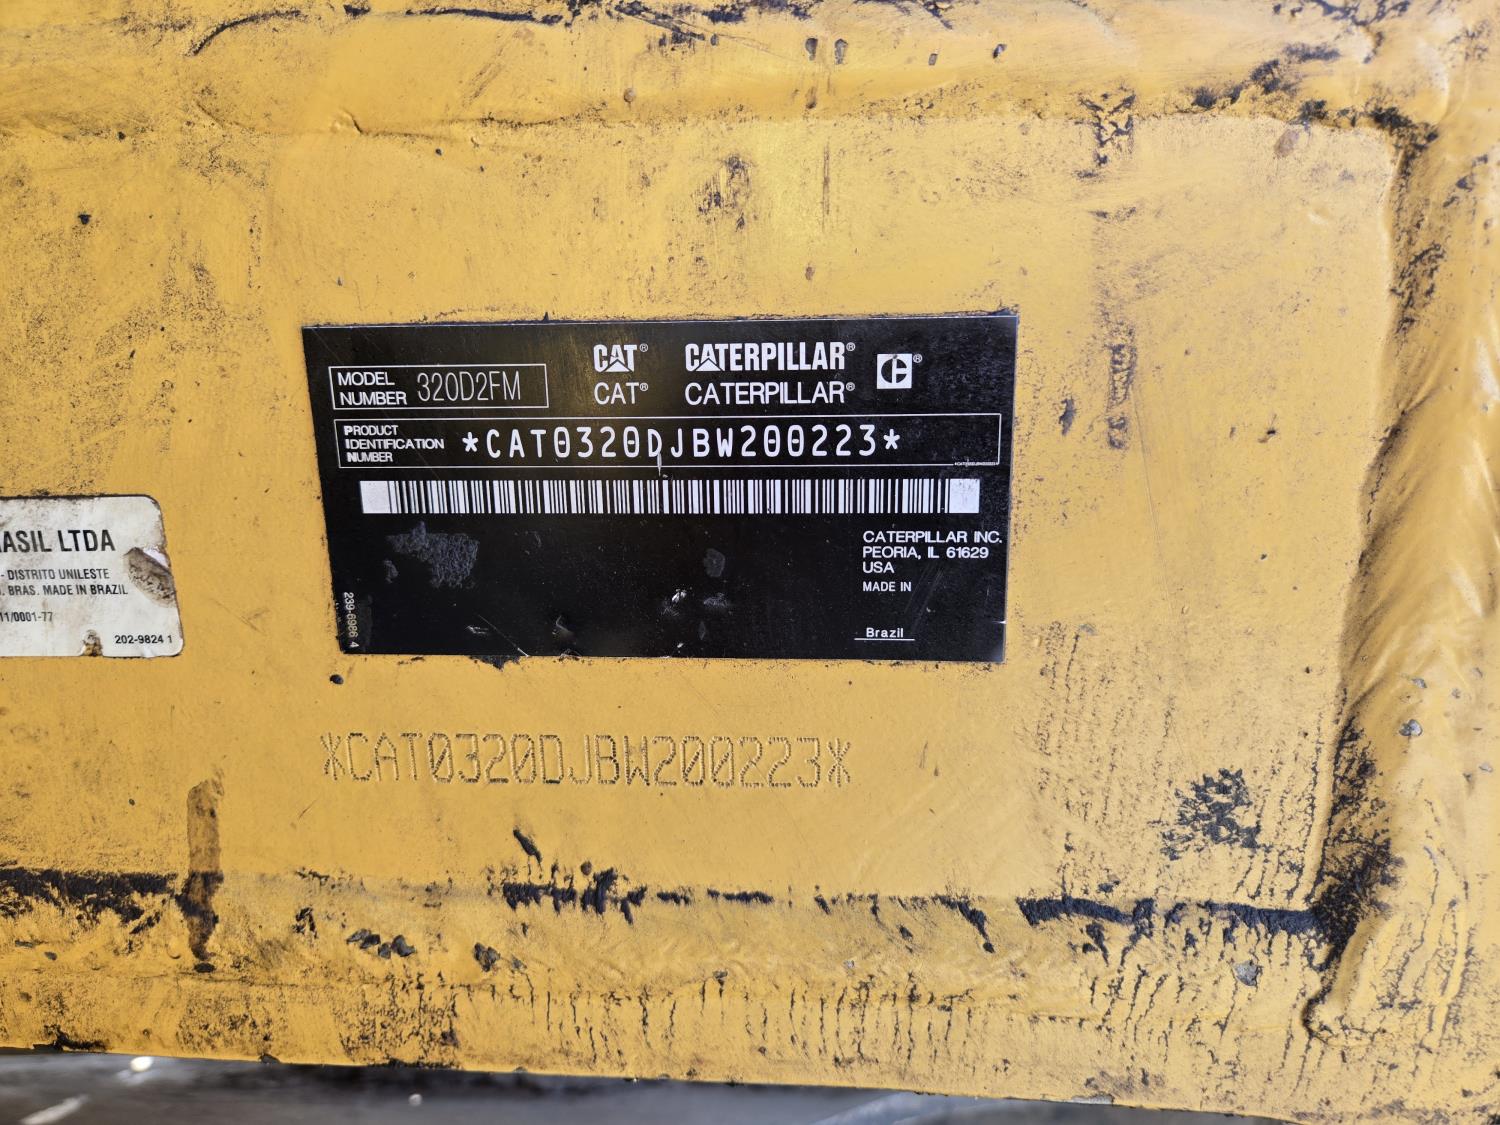 CAT® CATERPILLAR®
CAT® CATERPILLAR®
MODEL NUMBER 320D2FM
PRODUCT IDENTIFICATION NUMBER *CAT0320DJBW200223*
CATERPILLAR INC.
PEORIA, IL 61629
USA
MADE IN
Brazil
239-6986 4
ASIL LTDA
- DISTRITO UNILESTE
. BRAS. MADE IN BRAZIL
11/0001-77
202-9824 1
*CAT0320DJBW200223*